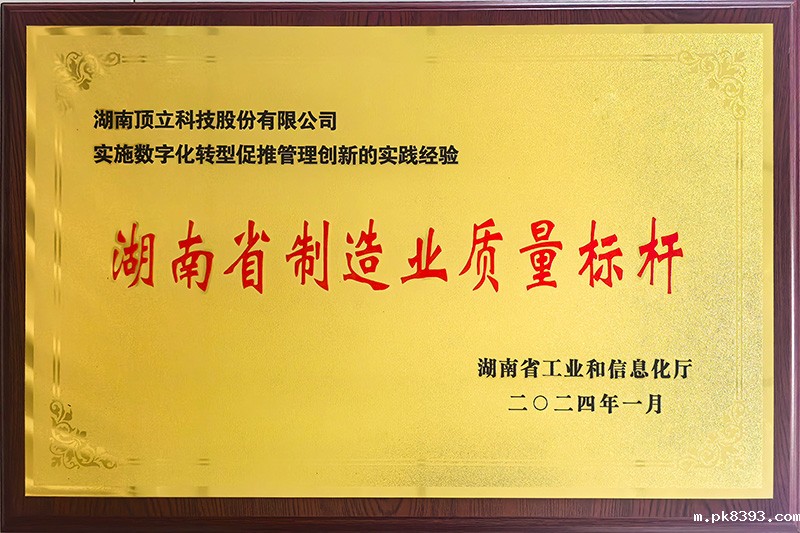 湖南顶立科技股份有限公司
实施数字化转型促推管理创新的实践经验
湖南省制造业质量标杆
湖南省工业和信息化厅
二〇二四年一月
m.pk8393.com